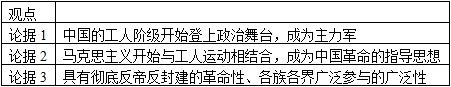 观点
论据 1 中国的工人阶级开始登上政治舞台，成为主力军
论据 2 马克思主义开始与工人运动相结合，成为中国革命的指导思想
论据 3 具有彻底反帝反封建的革命性、各族各界广泛参与的广泛性